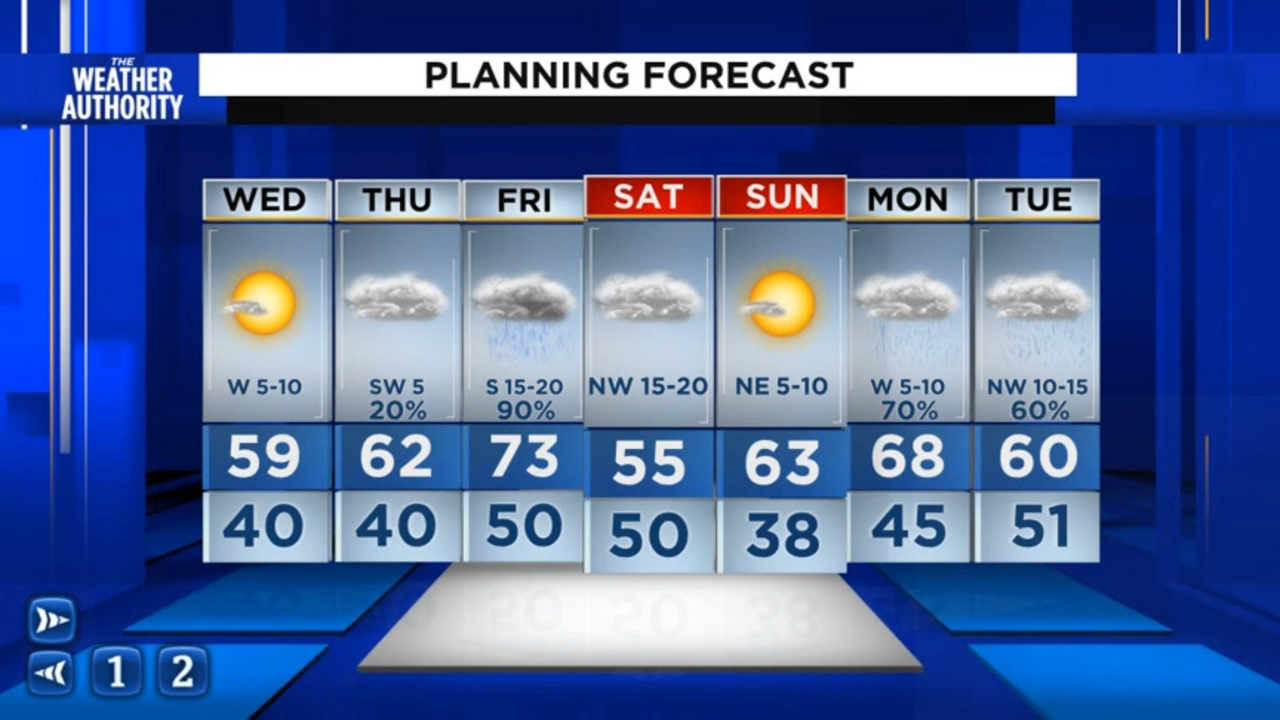 THE
WEATHER
AUTHORITY
PLANNING FORECAST
WED THU FRI SAT SUN MON TUE
W 5-10 SW 5 S 15-20 NW 15-20 NE 5-10 W 5-10 NW 10-15
20% 90% 70% 60%
59 62 73 55 63 68 60
40 40 50 50 38 45 51
1 2